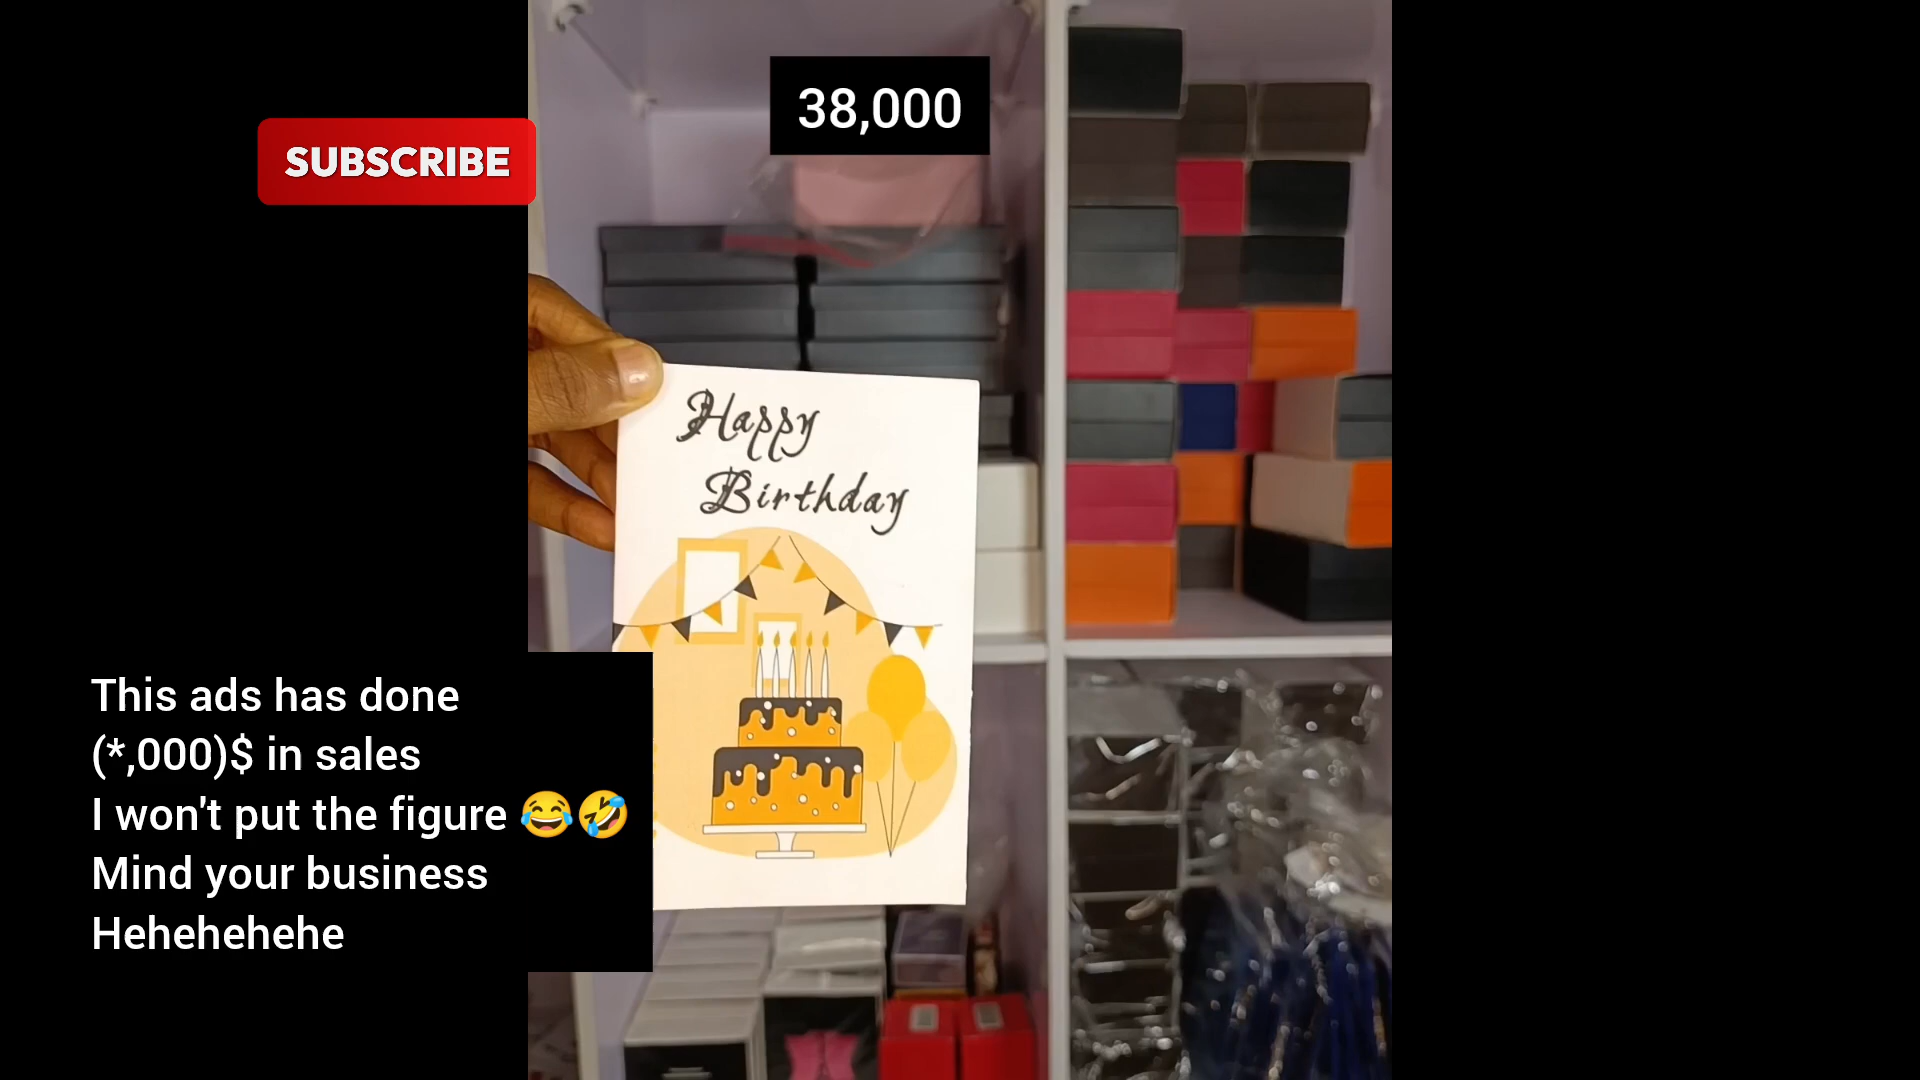 38,000
SUBSCRIBE
Happy
Birthday
This ads has done
(*,000)$ in sales
I won't put the figure 😂🤣
Mind your business
Hehehehehe